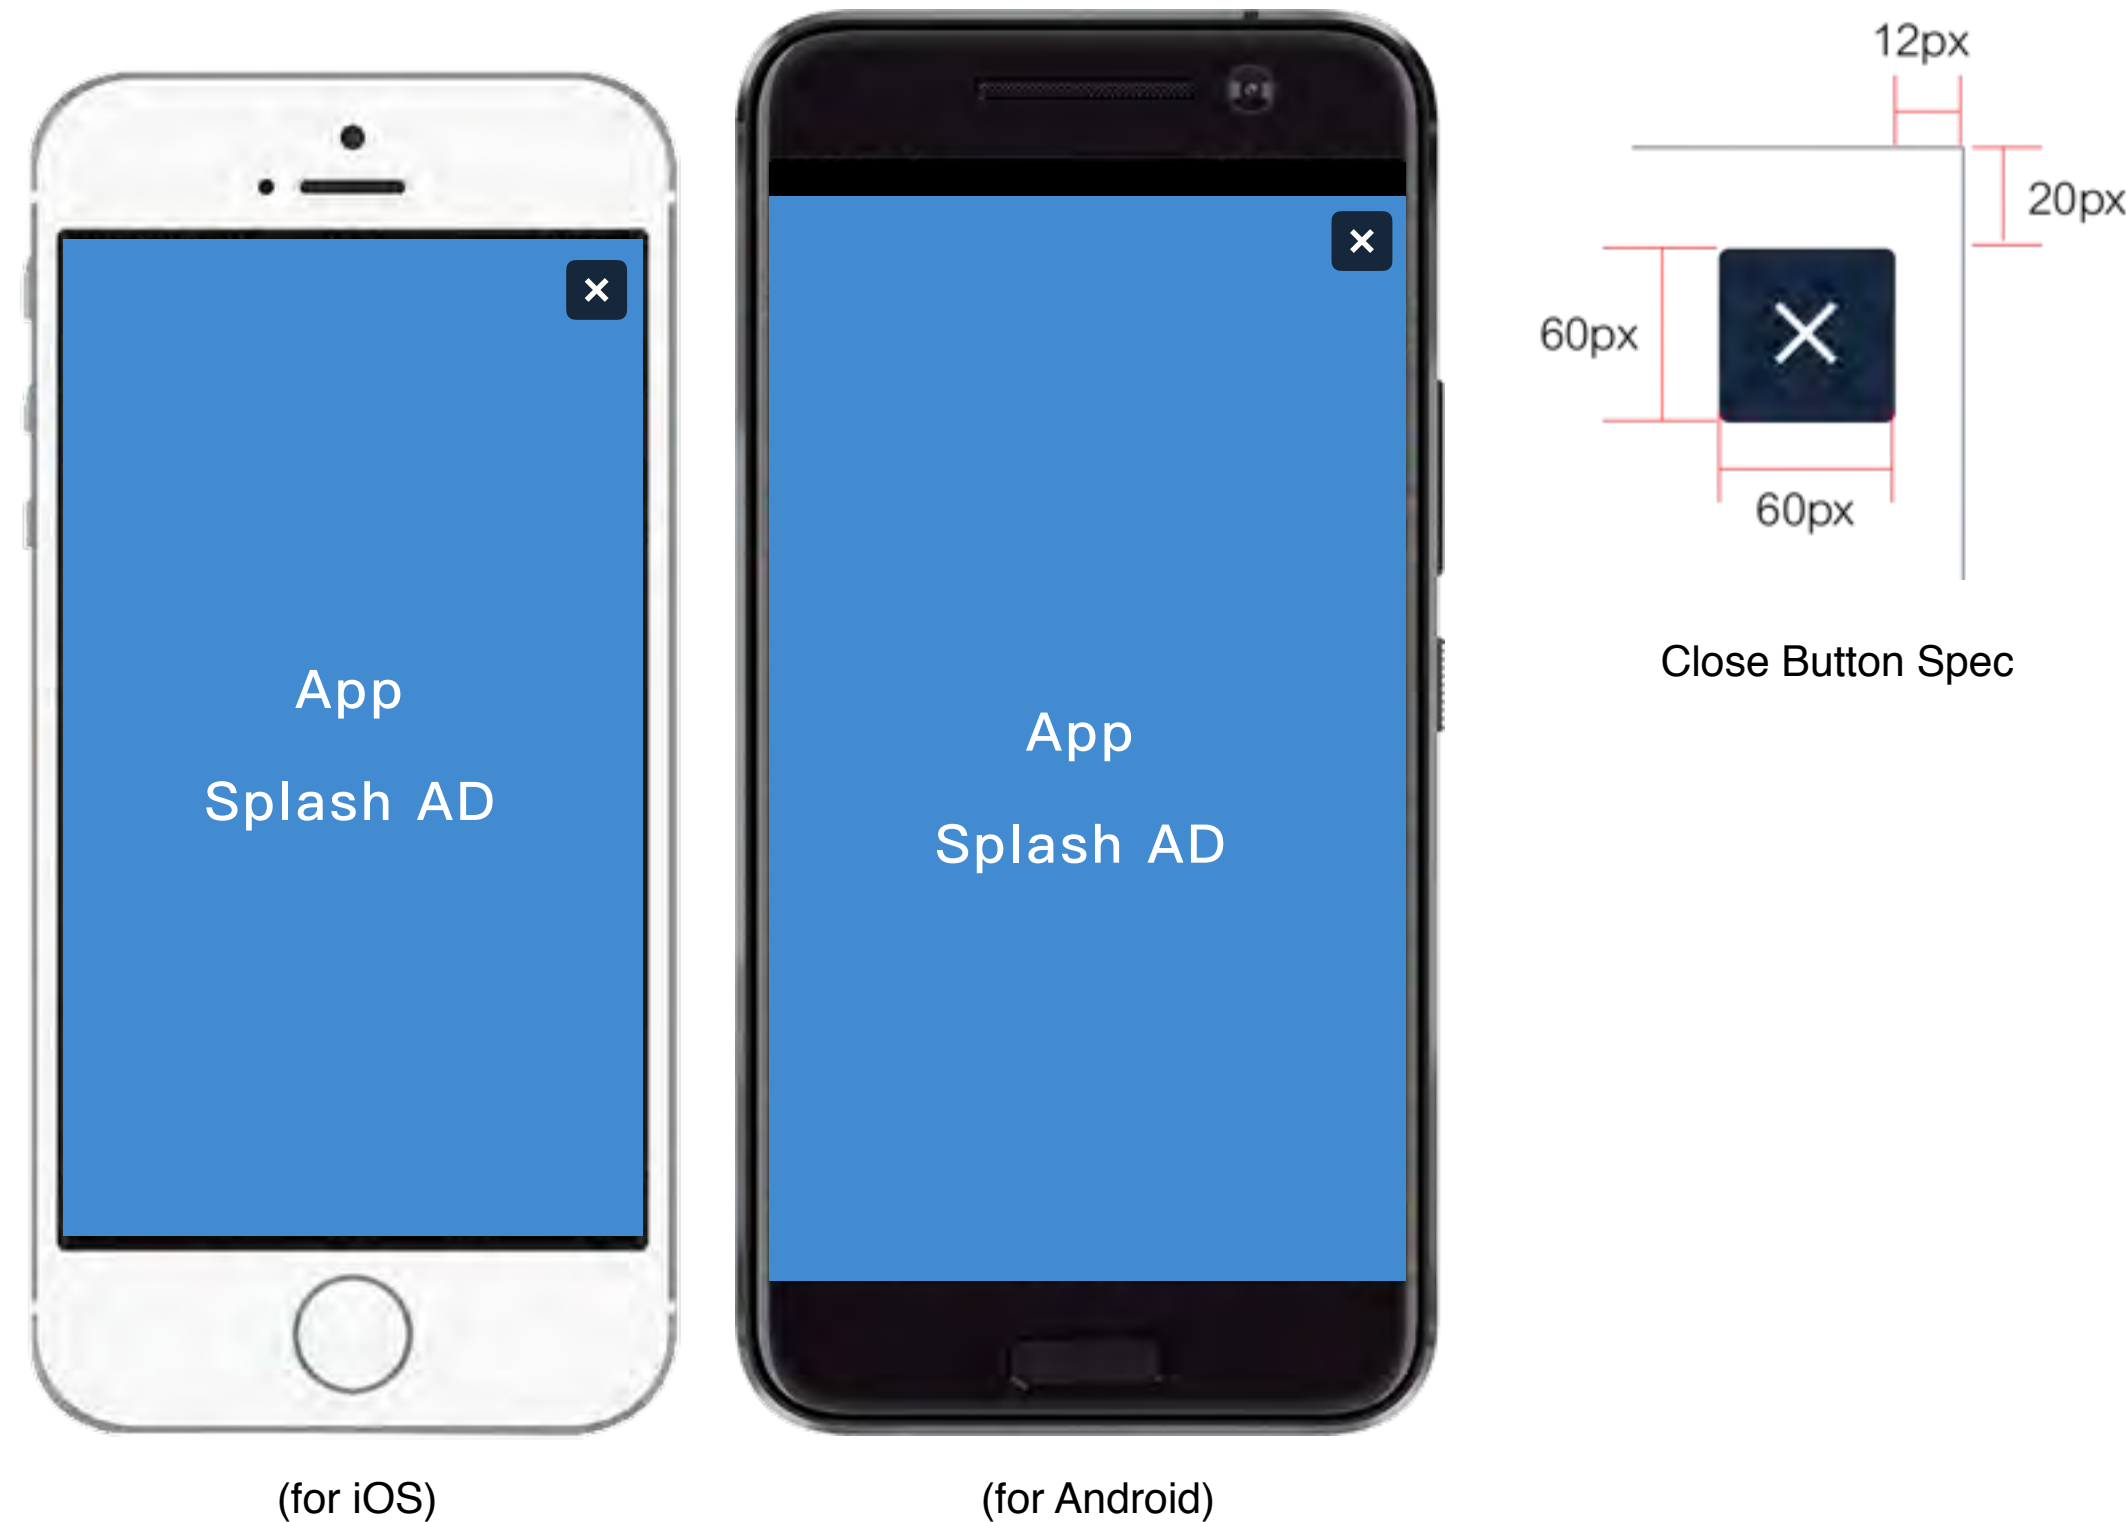 App
Splash AD
(for iOS)
App
Splash AD
(for Android)
12px
20px
60px
60px
Close Button Spec